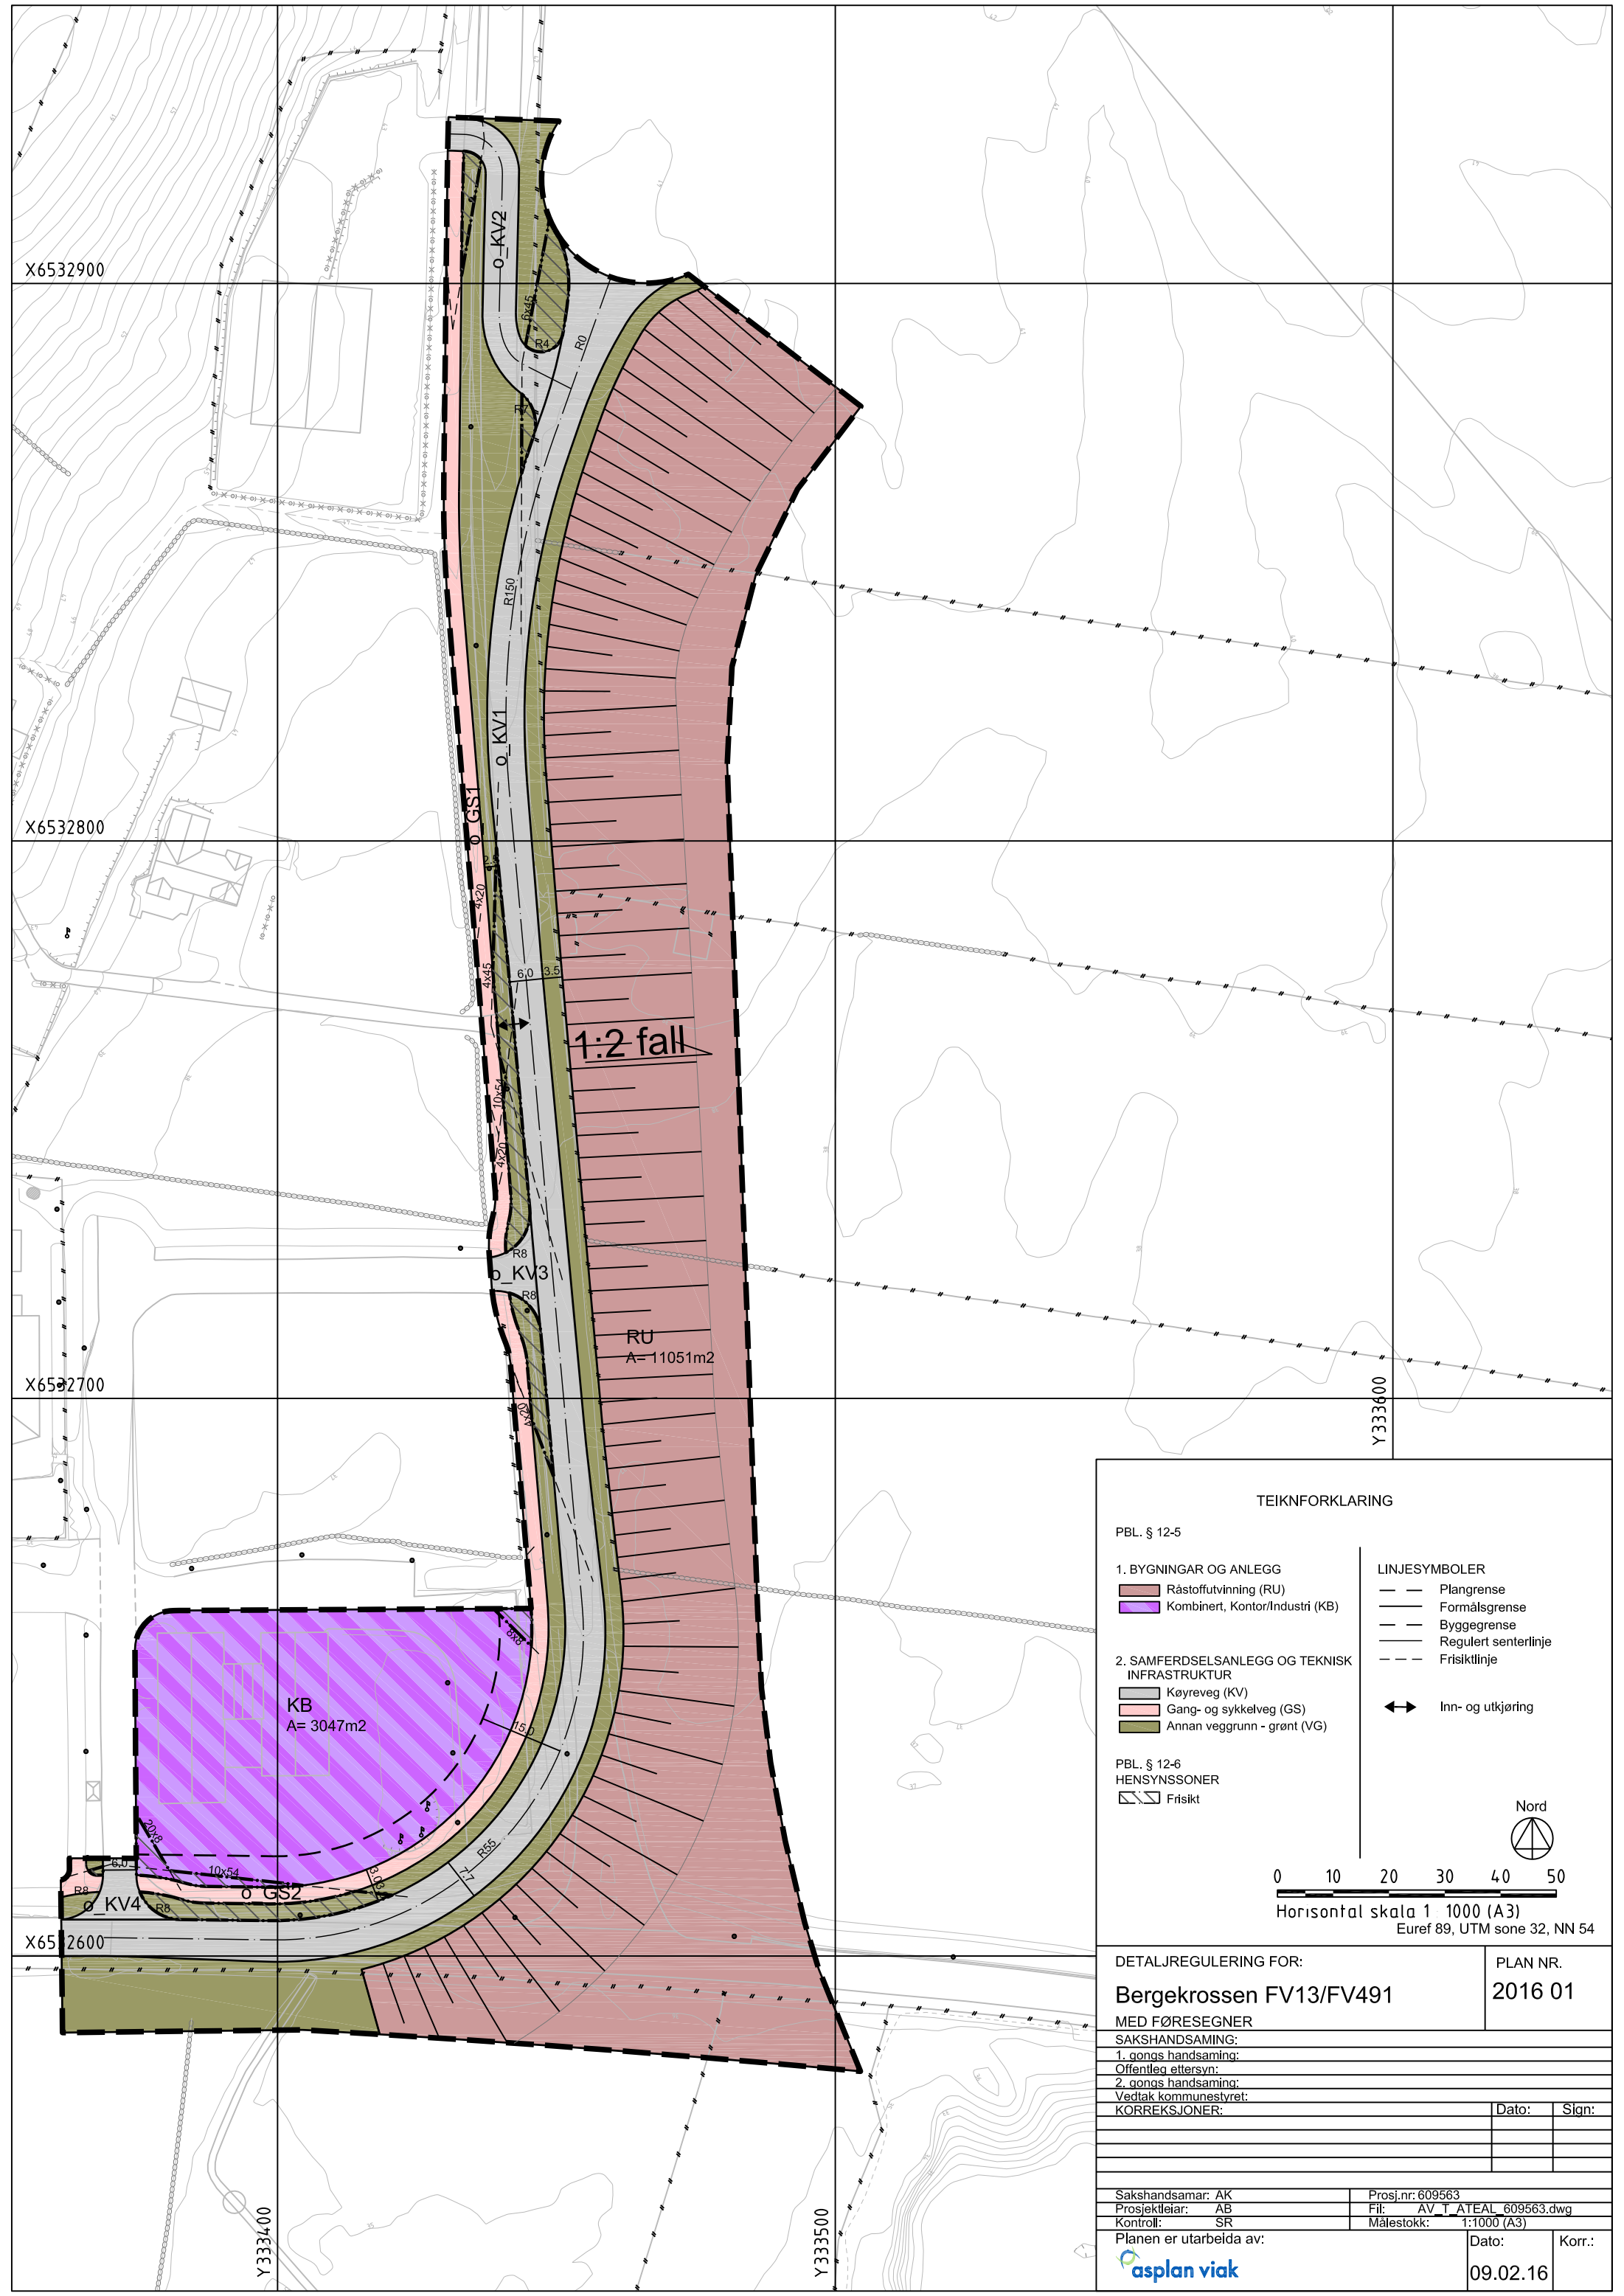 X6532900
X6532800
X6532700
X6532600
Y333400
Y333500
Y333600
o_KV2
6x45
R4
R0
R7
R150
o_KV1
o_GS1
4x20
4x45
6,0
3.5
1:2 fall
10x54
4x20
R8
o_KV3
R8
RU
A= 11051m2
4x20
8x8
KB
A= 3047m2
15,0
20x8
6,0
10x54
3,0
R55
7,7
R8
o_GS2
o_KV4
R8
TEIKNFORKLARING
PBL. § 12-5
1. BYGNINGAR OG ANLEGG
Råstoffutvinning (RU)
Kombinert, Kontor/Industri (KB)
2. SAMFERDSELSANLEGG OG TEKNISK
INFRASTRUKTUR
Køyreveg (KV)
Gang- og sykkelveg (GS)
Annan veggrunn - grønt (VG)
PBL. § 12-6
HENSYNSSONER
Frisikt
LINJESYMBOLER
Plangrense
Formålsgrense
Byggegrense
Regulert senterlinje
Frisiktlinje
Inn- og utkjøring
Nord
0 10 20 30 40 50
Horisontal skala 1 1000 (A3)
Euref 89, UTM sone 32, NN 54
DETALJREGULERING FOR:
Bergekrossen FV13/FV491
MED FØRESEGNER
PLAN NR.
2016 01
SAKSHANDSAMING:
1. gongs handsaming:
Offentleg ettersyn:
2. gongs handsaming:
Vedtak kommunestyret:
KORREKSJONER: Dato: Sign:
Sakshandsamar: AK Prosj.nr: 609563
Prosjektleiar: AB Fil: AV_T_ATEAL_609563.dwg
Kontroll: SR Målestokk: 1:1000 (A3)
Planen er utarbeida av: Dato: Korr.:
asplan viak
09.02.16